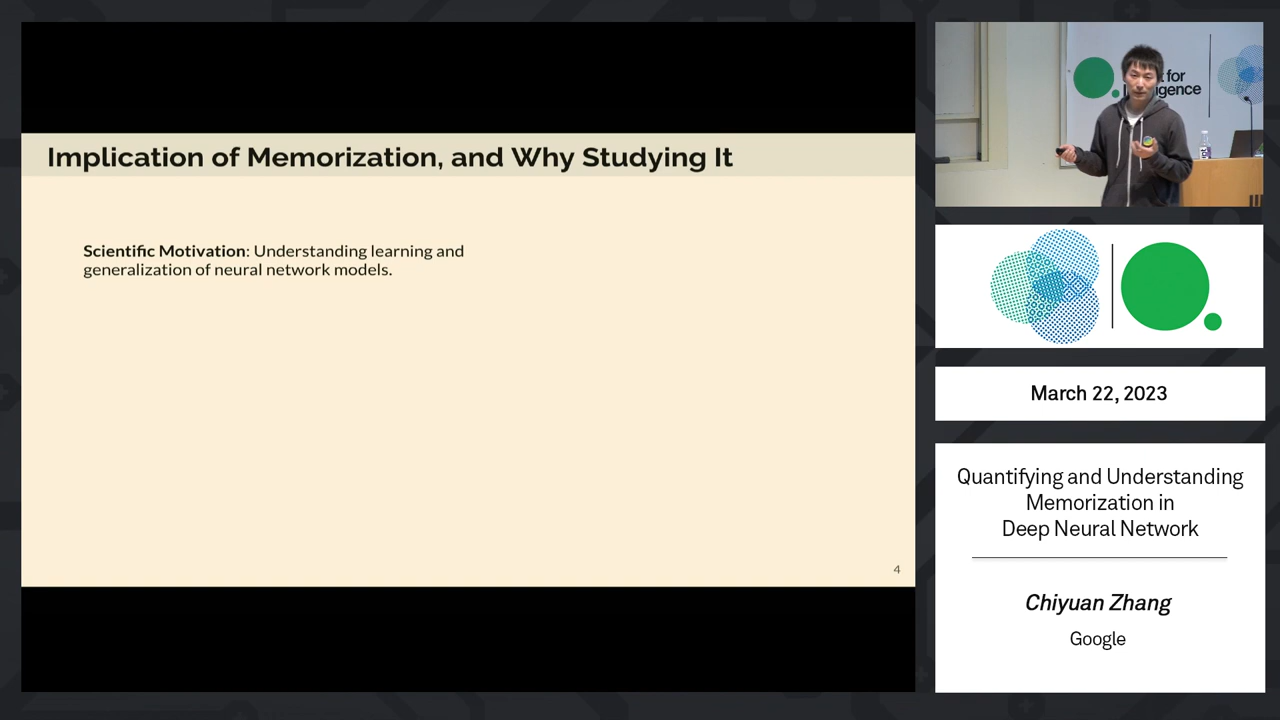 Implication of Memorization, and Why Studying It
Scientific Motivation: Understanding learning and
generalization of neural network models.
4
for
March 22, 2023
Quantifying and Understanding
Memorization in
Deep Neural Network
Chiyuan Zhang
Google